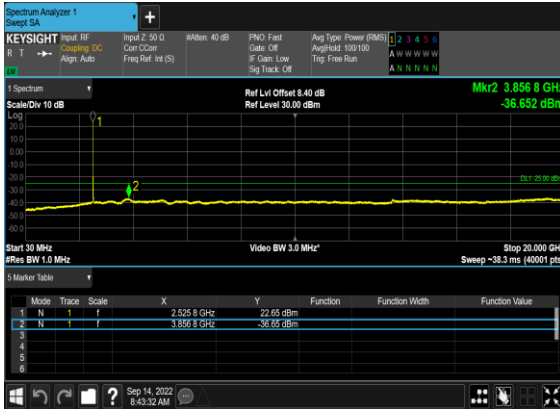 Spectrum Analyzer 1
Swept SA
+
KEYSIGHT Input: RF Input Z: 50 Ω #Atten: 40 dB PNO: Fast Avg Type: Power (RMS) 1 2 3 4 5 6
R T Coupling: DC Corr CCorr Gate: Off Avg|Hold: 100/100 A W W W W W
Align: Auto Freq Ref: Int (S) IF Gain: Low Trig: Free Run
Sig Track: Off A N N N N N
1 Spectrum
Scale/Div 10 dB
Ref Lvl Offset 8.40 dB
Ref Level 30.00 dBm
Mkr2 3.856 8 GHz
-36.652 dBm
Log
1
20.0
10.0
0.00
-10.0
-20.0
DL1 -25.00 dBm
-30.0
2
-40.0
-50.0
-60.0
Start 30 MHz Video BW 3.0 MHz* Stop 20.000 GHz
#Res BW 1.0 MHz Sweep ~38.3 ms (40001 pts)
5 Marker Table
Mode Trace Scale X Y Function Function Width Function Value
1 N 1 f 2.525 8 GHz 22.65 dBm
2 N 1 f 3.856 8 GHz -36.65 dBm
3
4
5
6
?
Sep 14, 2022
8:43:32 AM